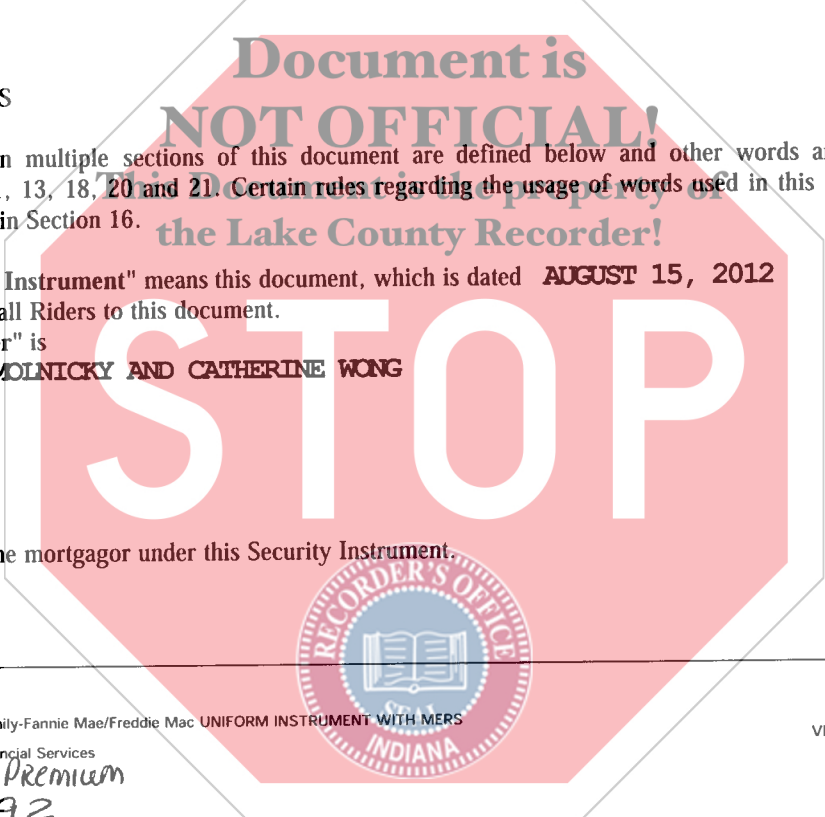 Document is
NOT OFFICIAL!
This Document is the property of
the Lake County Recorder!
STOP
S
n multiple sections of this document are defined below and other words a
, 13, 18, 20 and 21. Certain rules regarding the usage of words used in this
in Section 16.
Instrument" means this document, which is dated AUGUST 15, 2012
all Riders to this document.
r" is
MOLNICKY AND CATHERINE WONG
he mortgagor under this Security Instrument.
RECORDER'S OFFICE
SEAL
INDIANA
ily-Fannie Mae/Freddie Mac UNIFORM INSTRUMENT WITH MERS
ncial Services
Premium
92